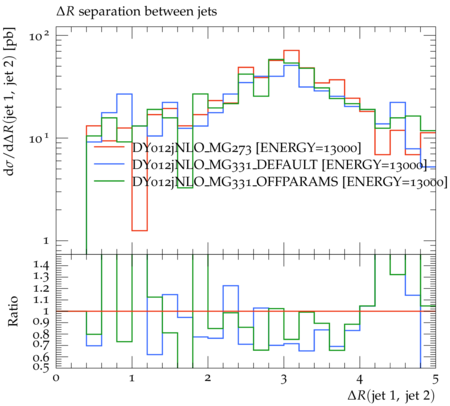 ΔR separation between jets
dσ/dΔR(jet 1, jet 2) [pb]
10²
10¹
1
DY012jNLO_MG273 [ENERGY=13000]
DY012jNLO_MG331_DEFAULT [ENERGY=13000]
DY012jNLO_MG331_OFFPARAMS [ENERGY=13000]
Ratio
1.4
1.3
1.2
1.1
1
0.9
0.8
0.7
0.6
0.5
0 1 2 3 4 5
ΔR(jet 1, jet 2)